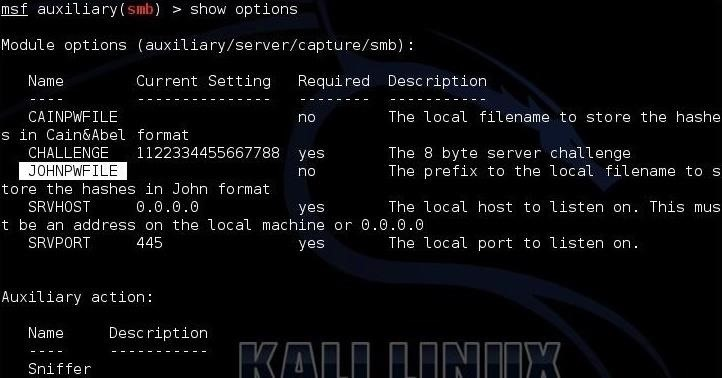 msf auxiliary(smb) > show options
Module options (auxiliary/server/capture/smb):
Name Current Setting Required Description
---- --------------- -------- -----------
CAINPWFILE no The local filename to store the hashe
s in Cain&Abel format
CHALLENGE 1122334455667788 yes The 8 byte server challenge
JOHNPWFILE no The prefix to the local filename to s
tore the hashes in John format
SRVHOST 0.0.0.0 yes The local host to listen on. This mus
t be an address on the local machine or 0.0.0.0
SRVPORT 445 yes The local port to listen on.
Auxiliary action:
Name Description
---- -----------
Sniffer
KALI LINUX